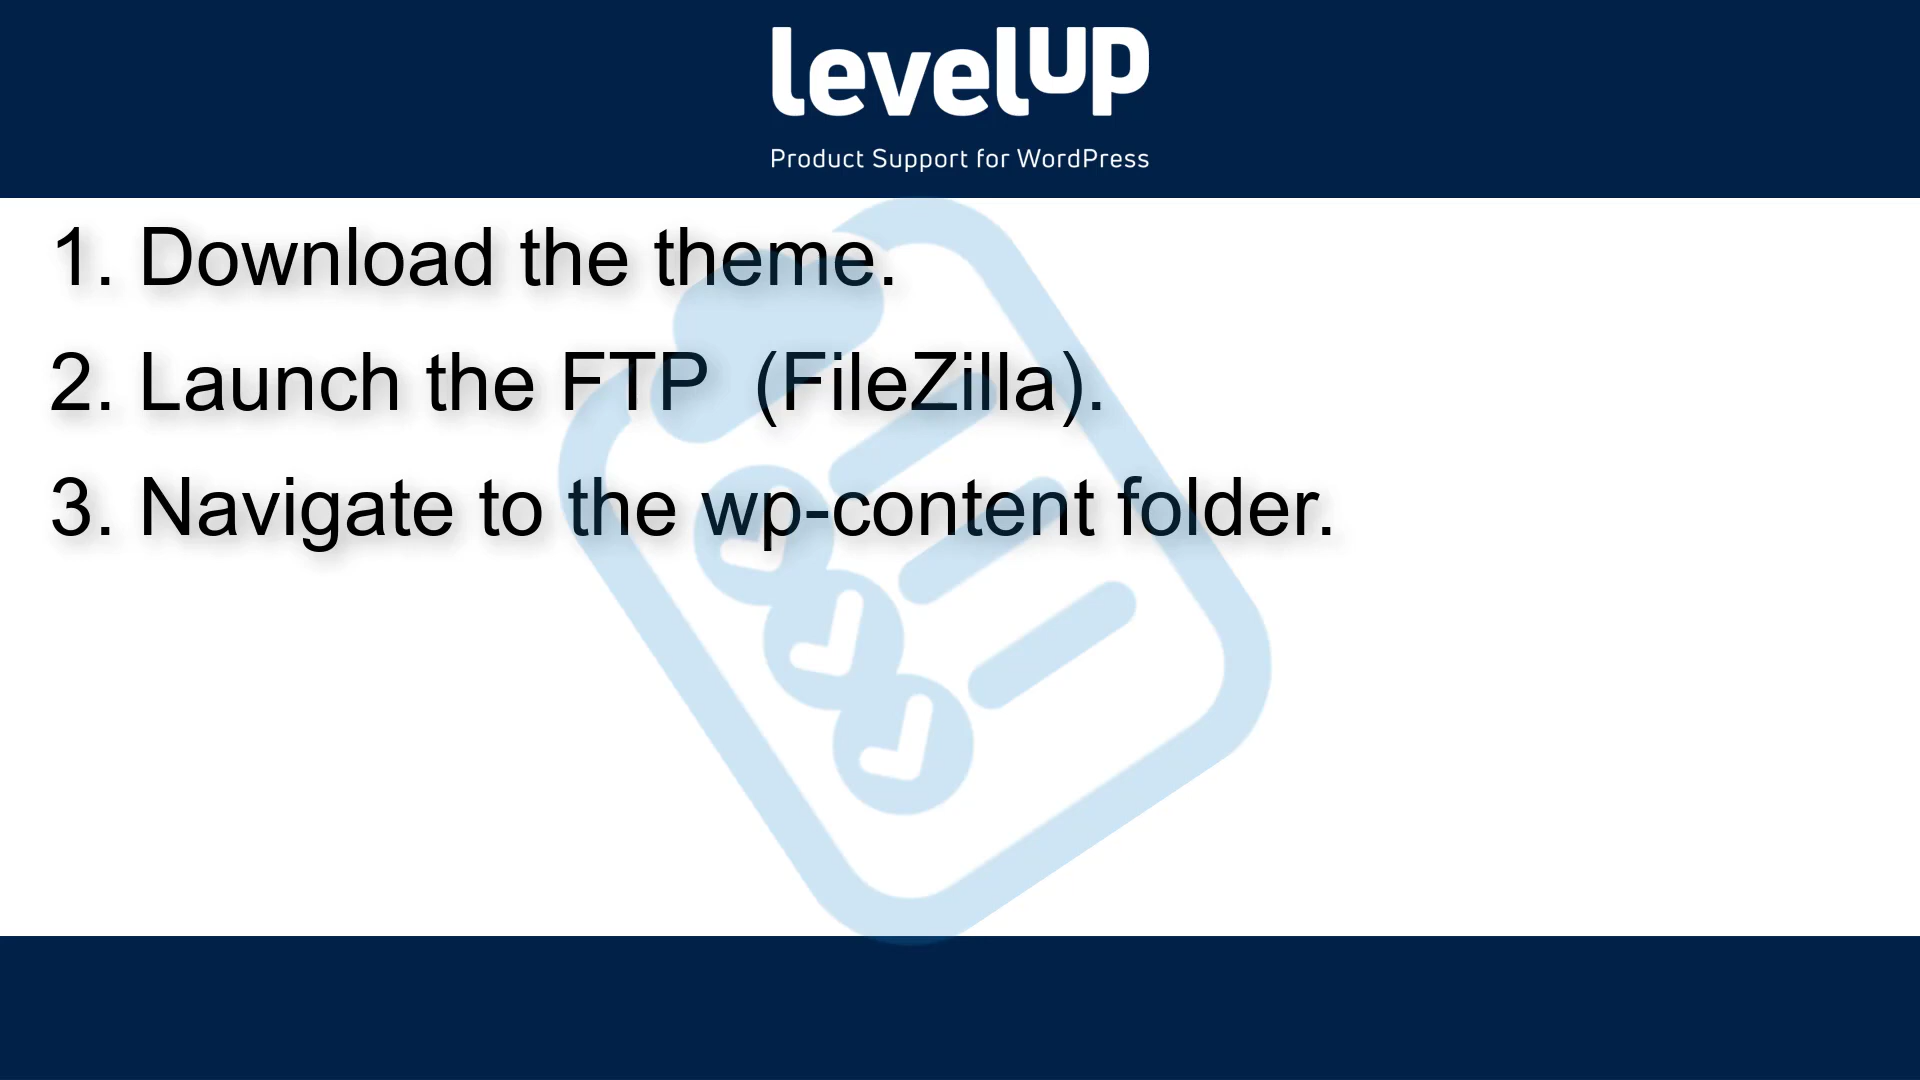 levelUP
Product Support for WordPress
1. Download the theme.
2. Launch the FTP  (FileZilla).
3. Navigate to the wp-content folder.